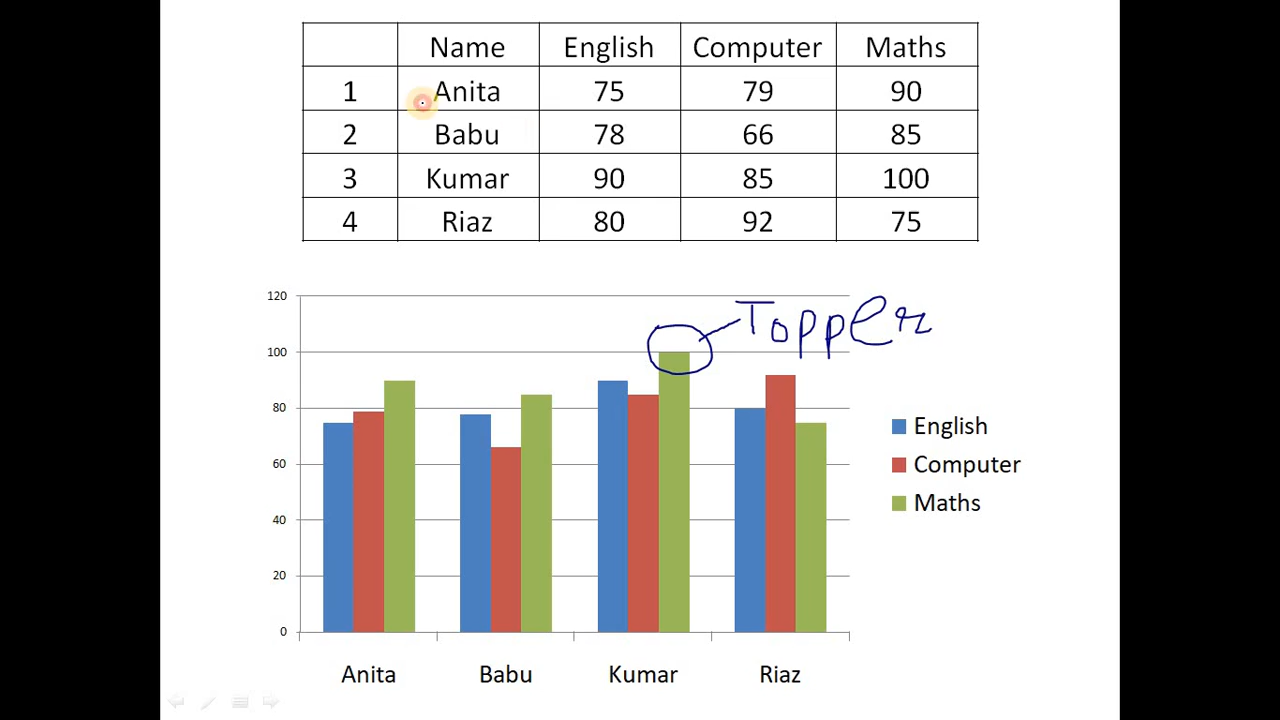 Name English Computer Maths
1 Anita 75 79 90
2 Babu 78 66 85
3 Kumar 90 85 100
4 Riaz 80 92 75
120
Topper
100
80
60
40
20
0
English
Computer
Maths
Anita Babu Kumar Riaz